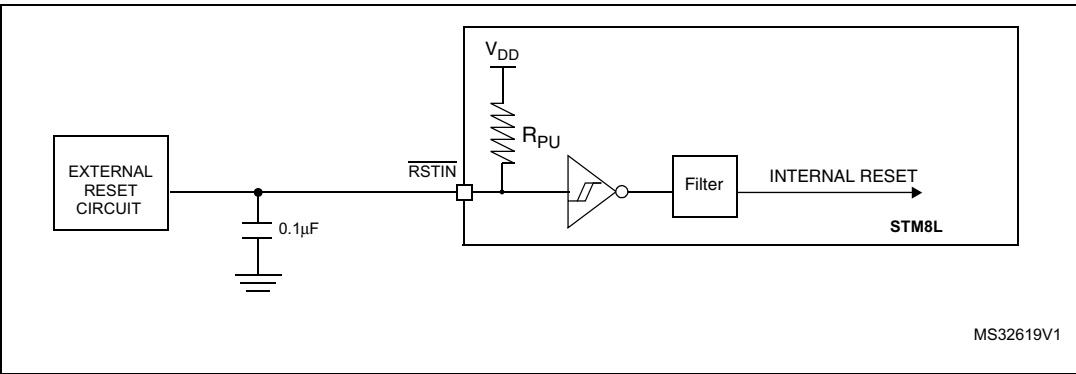 VDD
RPU
EXTERNAL
RESET
CIRCUIT
RSTIN
Filter
INTERNAL RESET
STM8L
0.1µF
MS32619V1